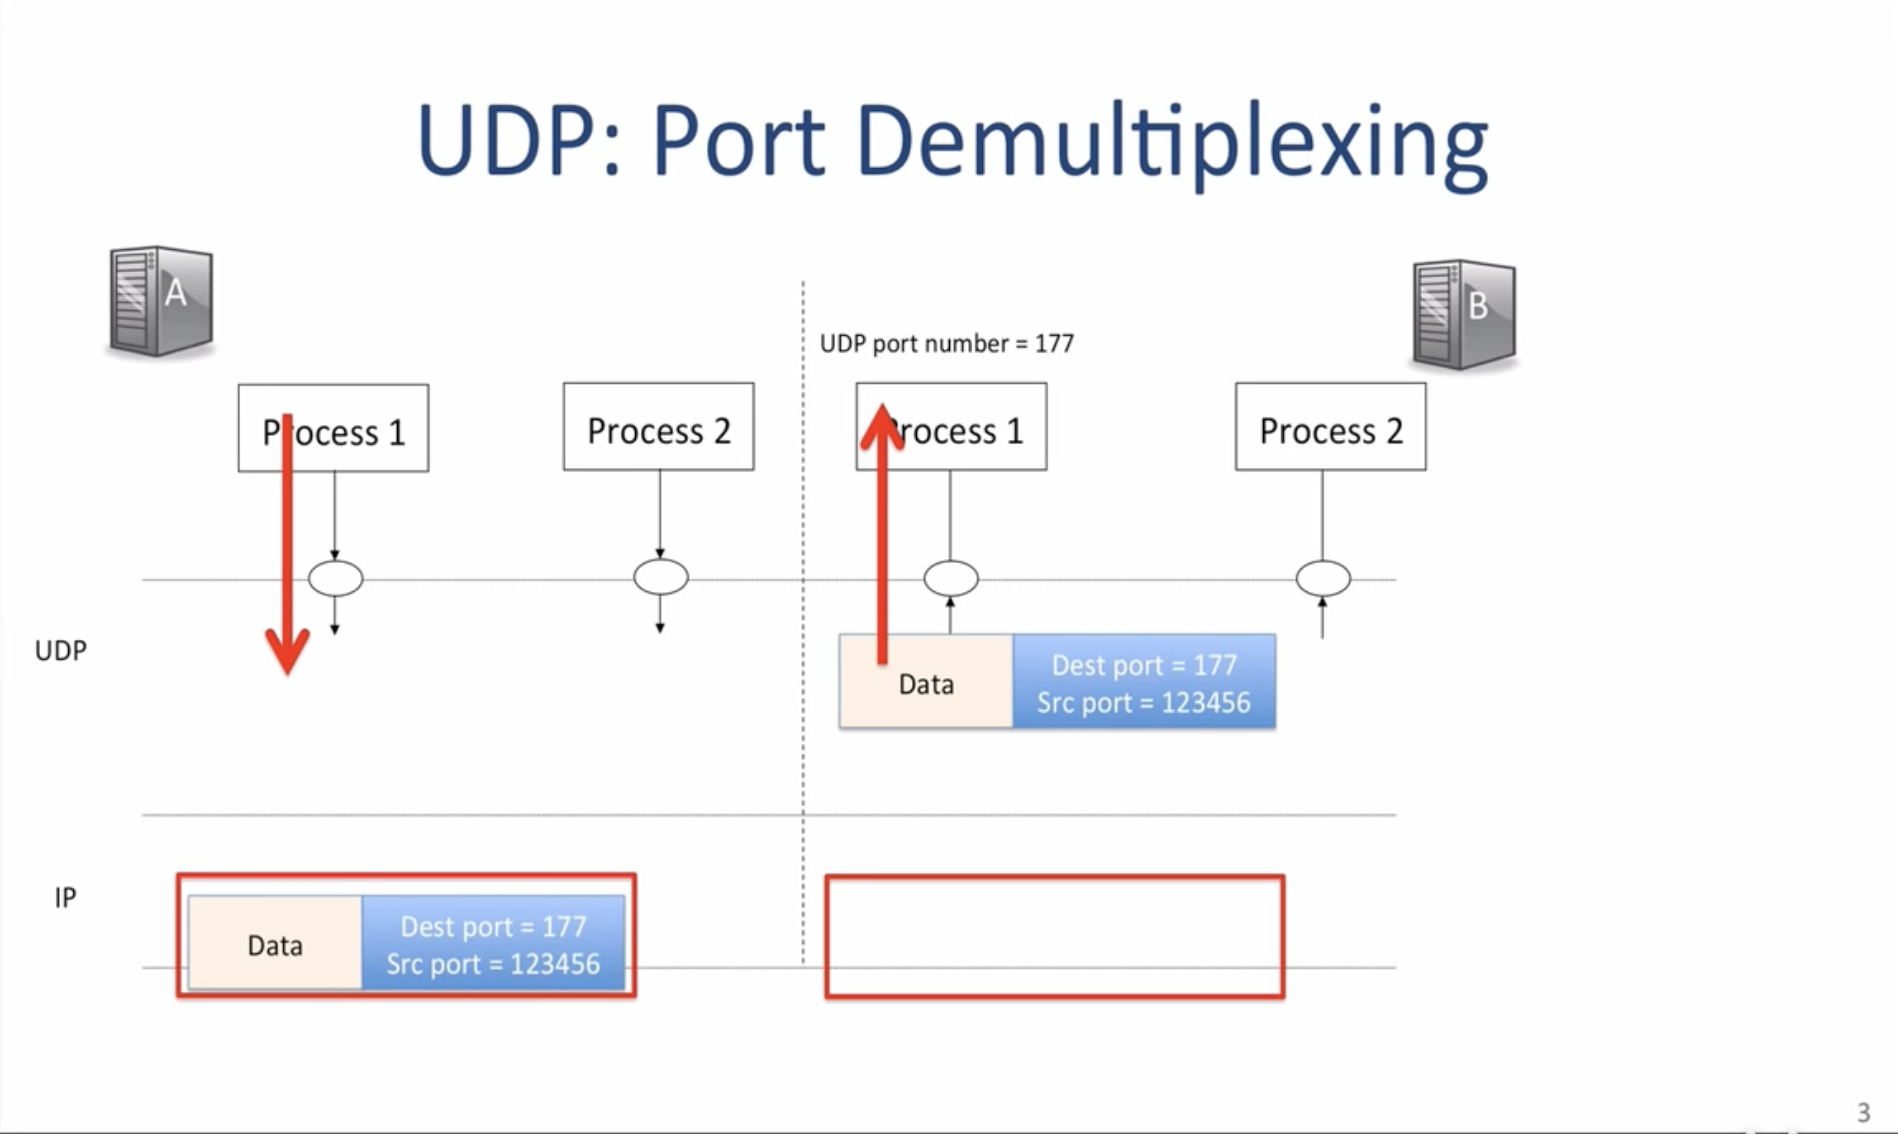 UDP: Port Demultiplexing
A
B
UDP port number = 177
Process 1
Process 2
Process 1
Process 2
UDP
Data
Dest port = 177
Src port = 123456
IP
Data
Dest port = 177
Src port = 123456
3